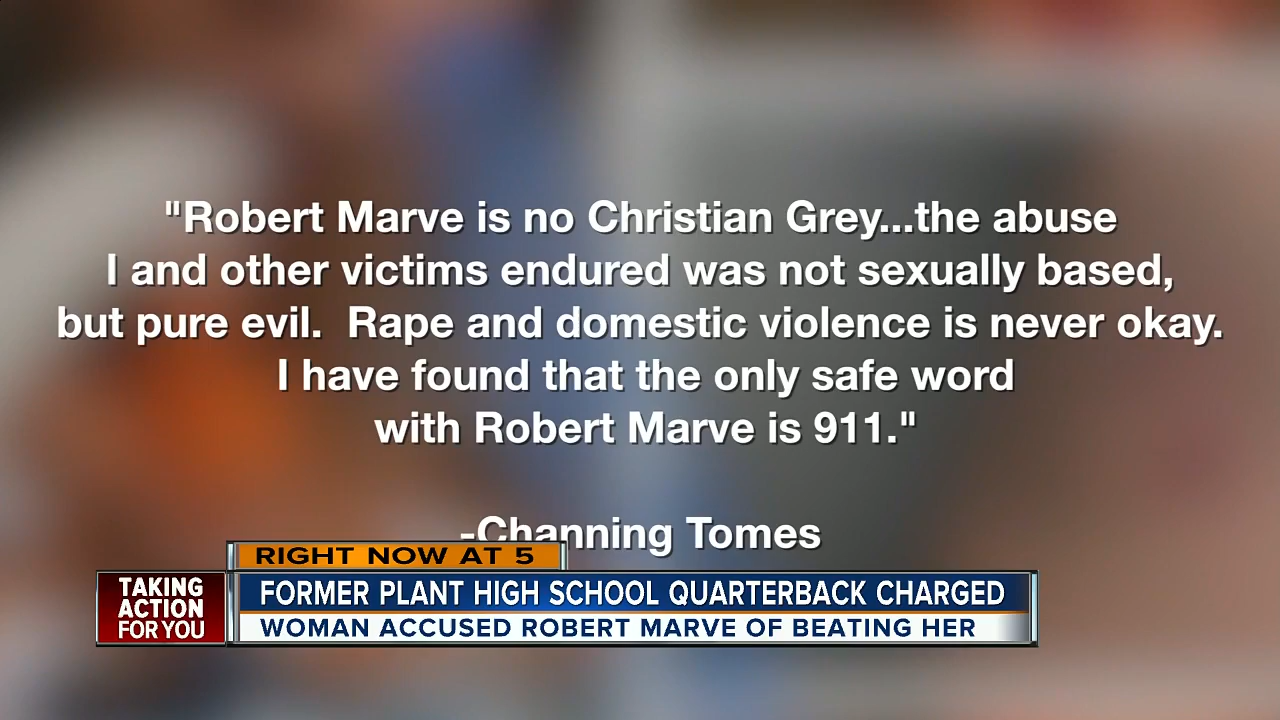 "Robert Marve is no Christian Grey...the abuse
I and other victims endured was not sexually based,
but pure evil.  Rape and domestic violence is never okay.
I have found that the only safe word
with Robert Marve is 911."
-Channing Tomes
RIGHT NOW AT 5
TAKING
ACTION
FOR YOU
FORMER PLANT HIGH SCHOOL QUARTERBACK CHARGED
WOMAN ACCUSED ROBERT MARVE OF BEATING HER